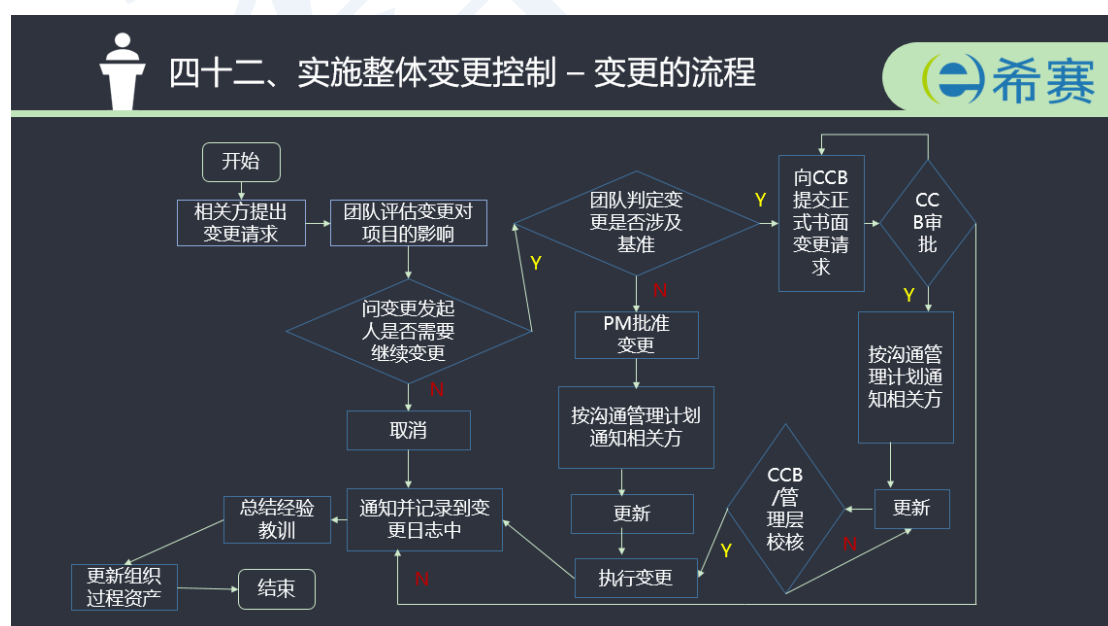 四十二、实施整体变更控制 – 变更的流程
希赛
开始
相关方提出
变更请求
团队评估变更对
项目的影响
问变更发起
人是否需要
继续变更
Y
N
取消
团队判定变
更是否涉及
基准
Y
N
PM批准
变更
按沟通管理计划
通知相关方
更新
执行变更
向CCB
提交正
式书面
变更请
求
CC
B审
批
Y
N
按沟通管
理计划通
知相关方
更新
CCB
/管
理层
校核
N
Y
通知并记录到变
更日志中
总结经验
教训
更新组织
过程资产
结束